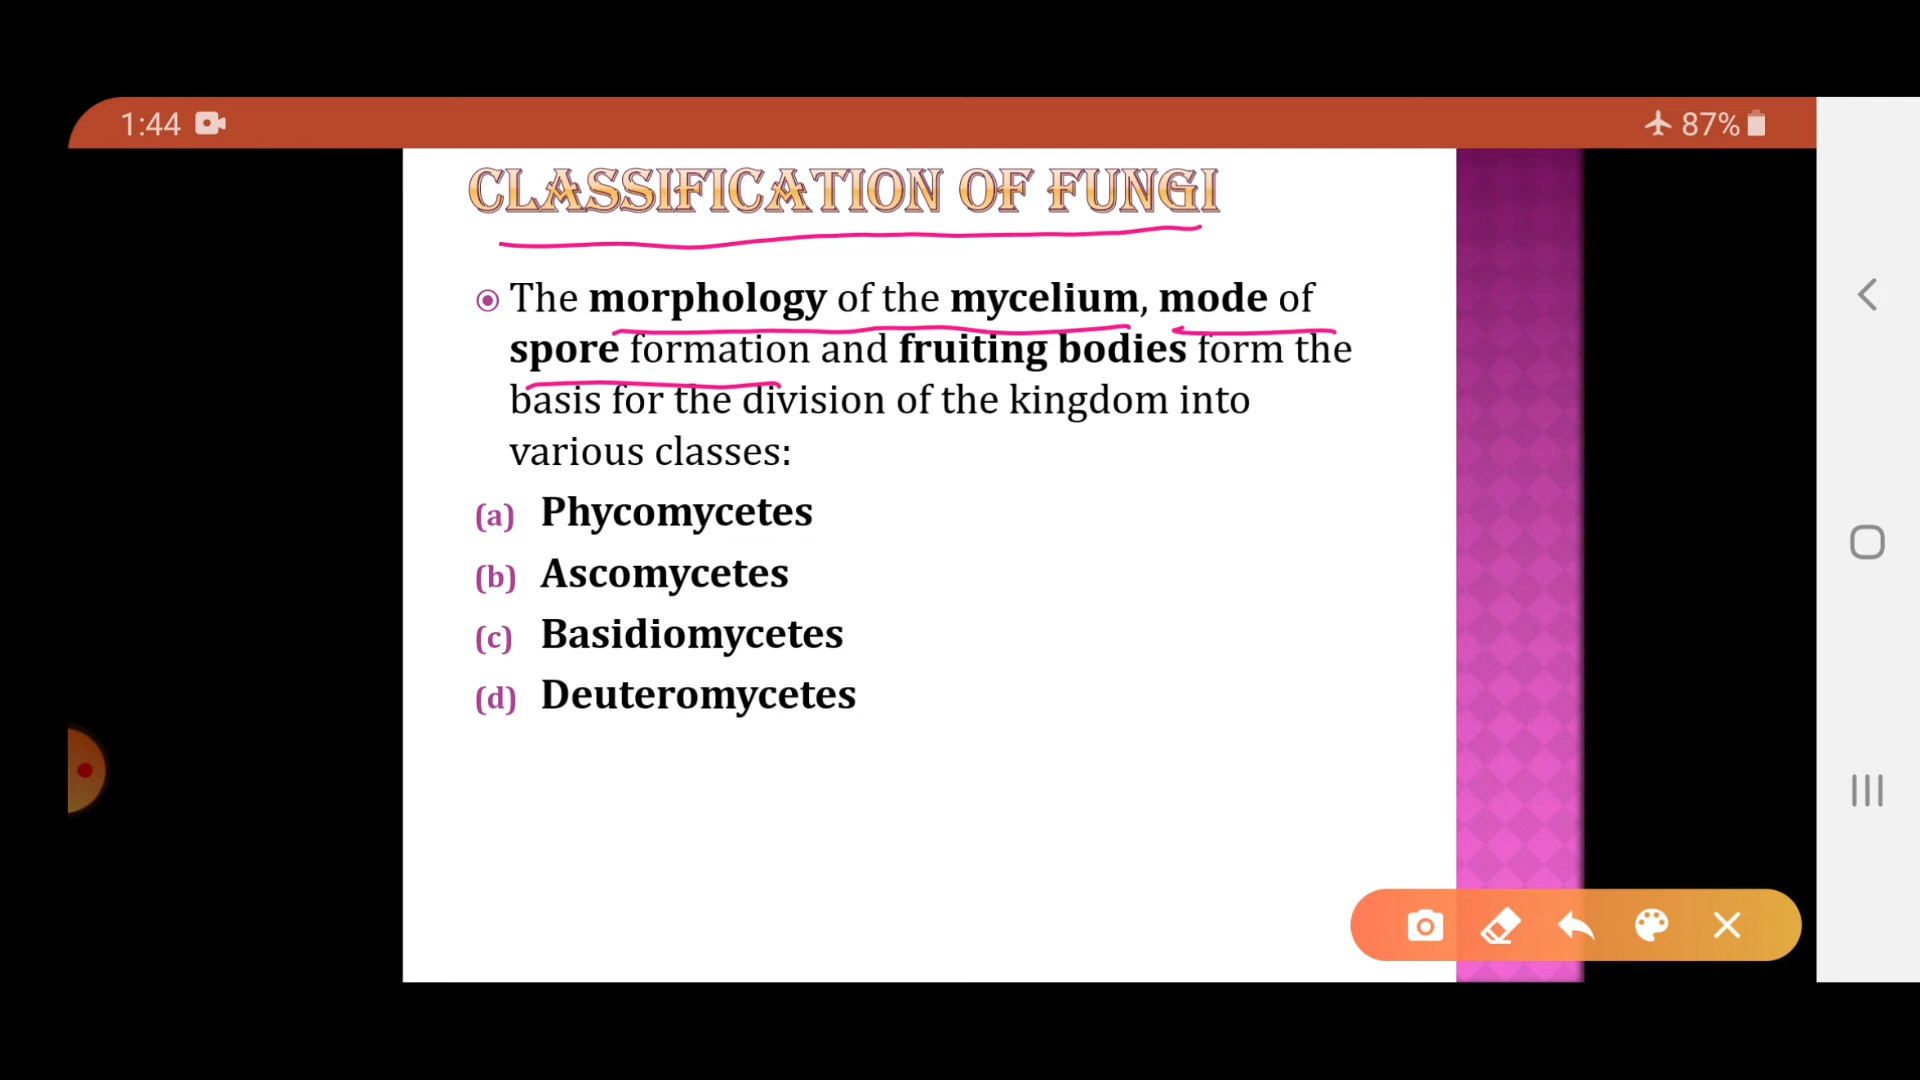 1:44
87%
CLASSIFICATION OF FUNGI
The morphology of the mycelium, mode of
spore formation and fruiting bodies form the
basis for the division of the kingdom into
various classes:
(a) Phycomycetes
(b) Ascomycetes
(c) Basidiomycetes
(d) Deuteromycetes